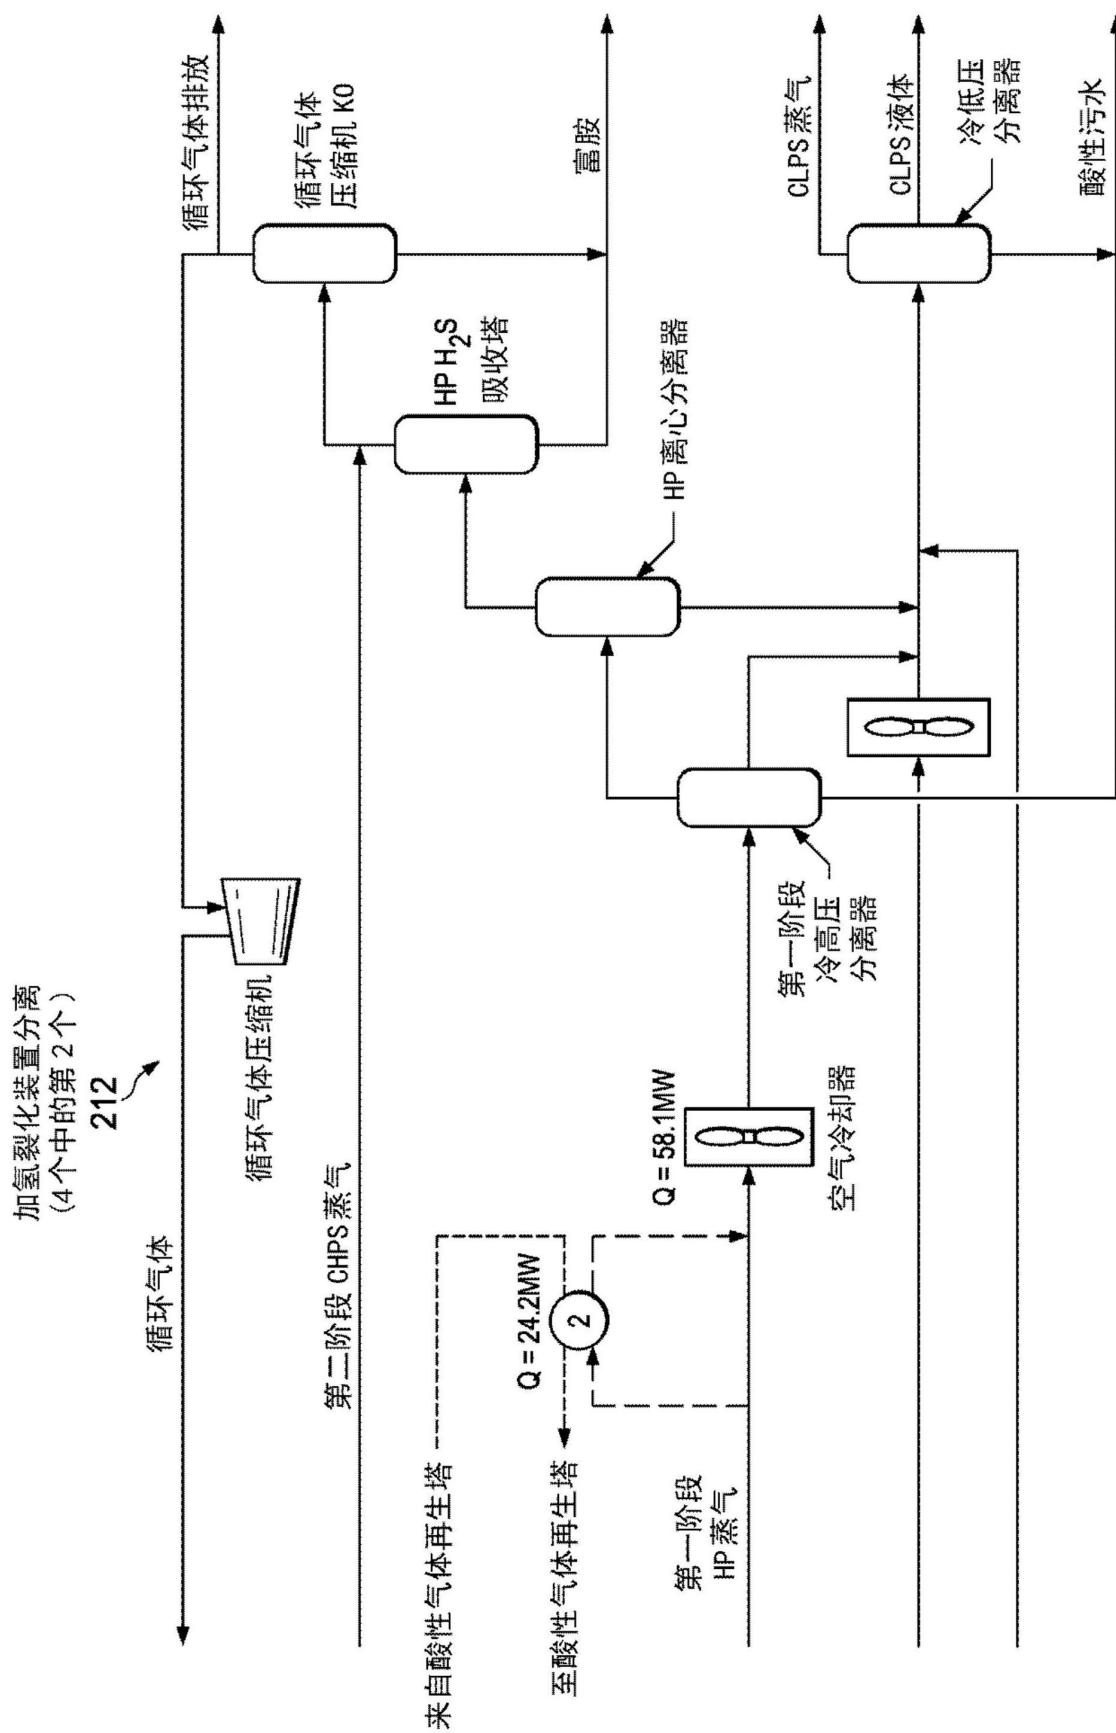 加氢裂化装置分离
(4个中的第2个)
212
循环气体
循环气体压缩机
循环气体排放
循环气体
压缩机 KO
第二阶段 CHPS 蒸气
HP H₂S
吸收塔
富胺
来自酸性气体再生塔
Q = 24.2MW
2
至酸性气体再生塔
HP 离心分离器
第一阶段
HP 蒸气
Q = 58.1MW
空气冷却器
第一阶段
冷高压
分离器
CLPS 蒸气
CLPS 液体
冷低压
分离器
酸性污水